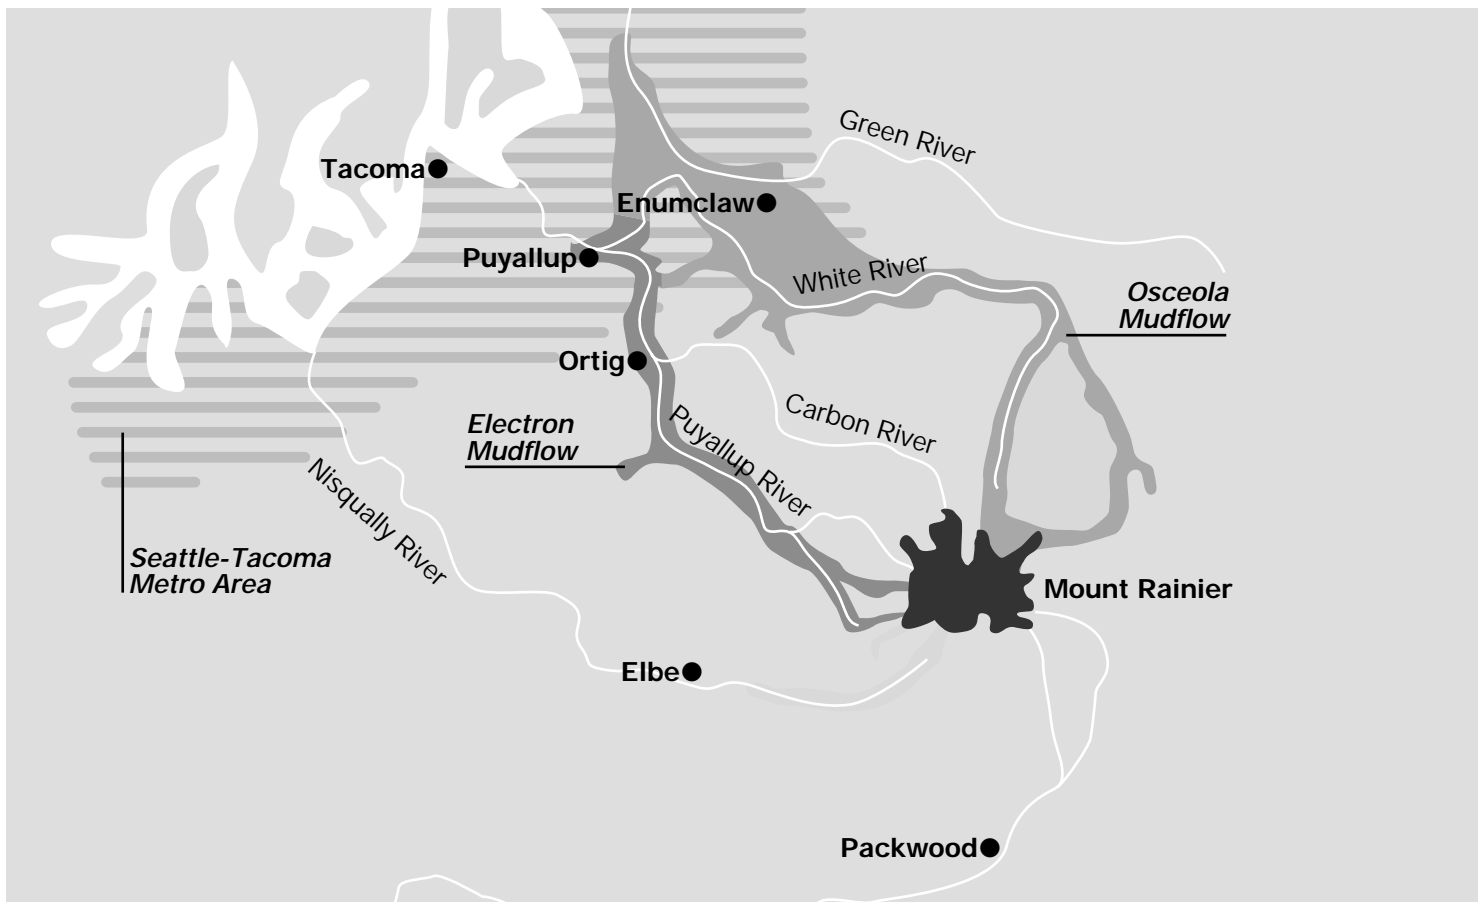 Green River
Tacoma
Enumclaw
Puyallup
White River
Osceola
Mudflow
Ortig
Carbon River
Electron
Mudflow
Puyallup River
Nisqually River
Seattle-Tacoma
Metro Area
Mount Rainier
Elbe
Packwood